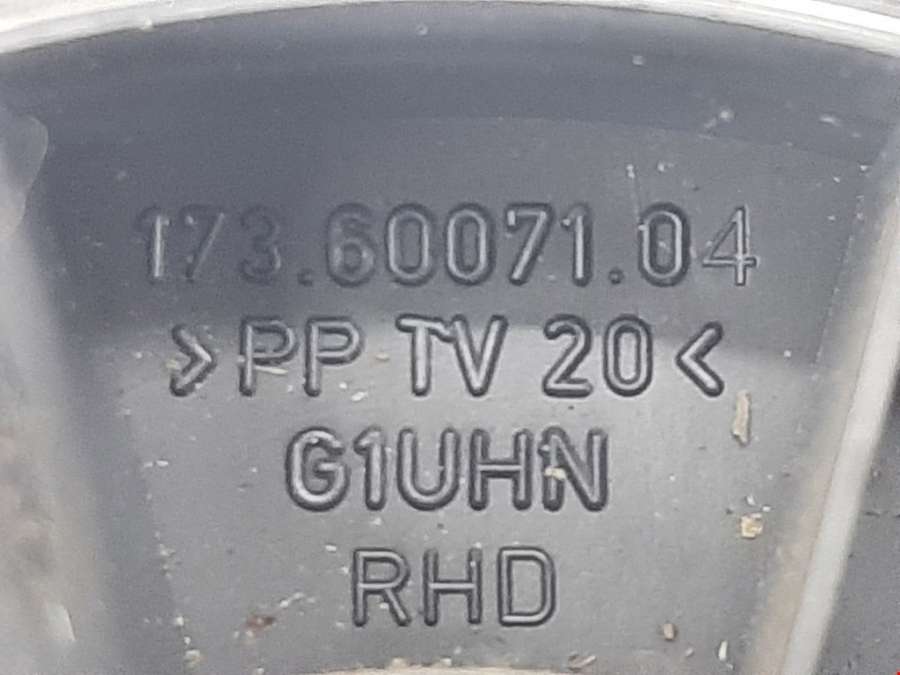 173.60071.04
>PP TV 20<
G1UHN
RHD